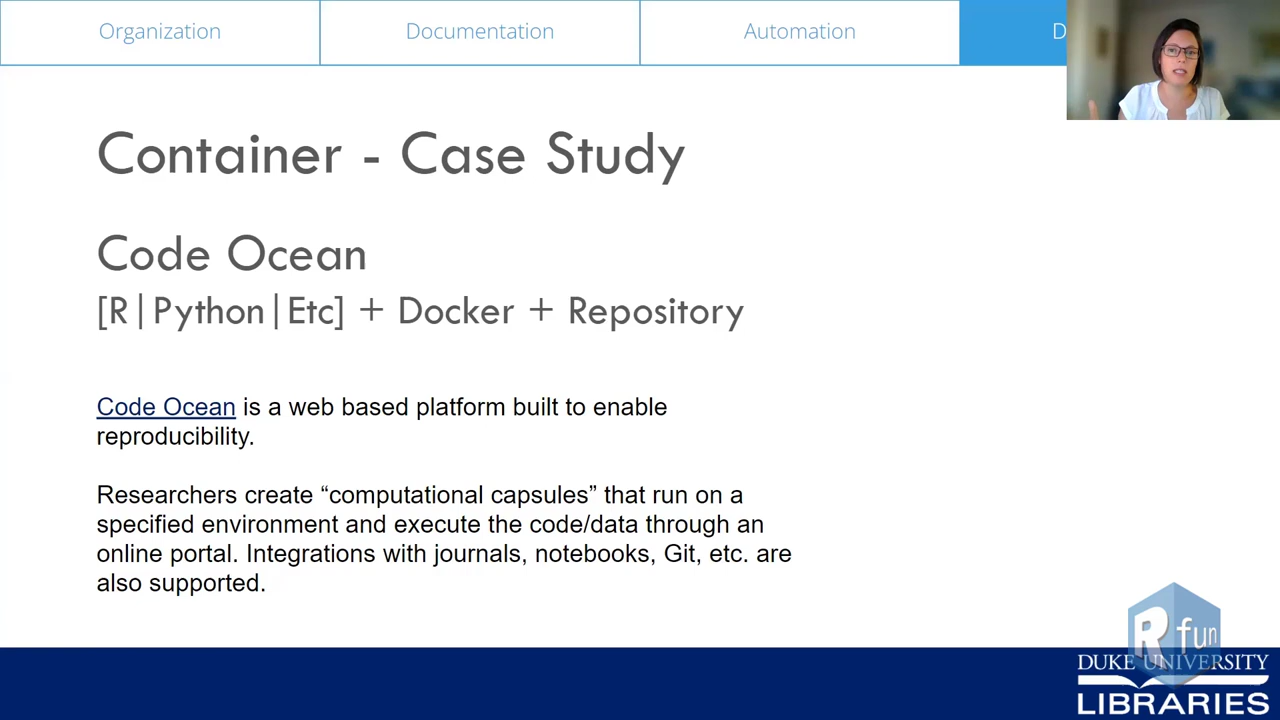 Organization
Documentation
Automation
D
Container - Case Study
Code Ocean
[R|Python|Etc] + Docker + Repository
Code Ocean is a web based platform built to enable
reproducibility.
Researchers create “computational capsules” that run on a
specified environment and execute the code/data through an
online portal. Integrations with journals, notebooks, Git, etc. are
also supported.
R fun
DUKE UNIVERSITY
LIBRARIES